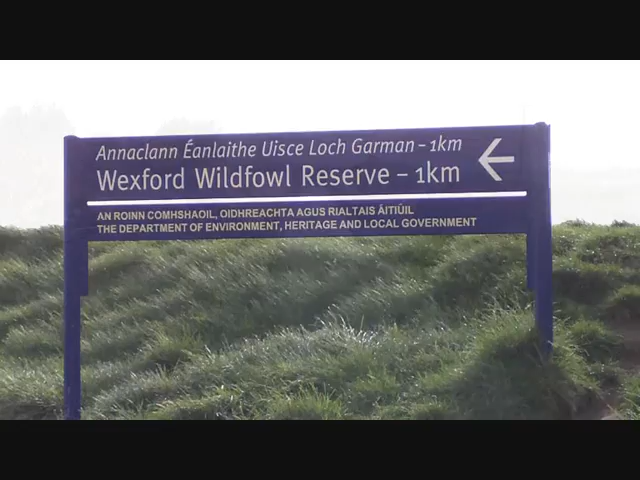 Annaclann Éanlaithe Uisce Loch Garman – 1km
Wexford Wildfowl Reserve – 1km
AN ROINN COMHSHAOIL, OIDHREACHTA AGUS RIALTAIS ÁITIÚIL
THE DEPARTMENT OF ENVIRONMENT, HERITAGE AND LOCAL GOVERNMENT